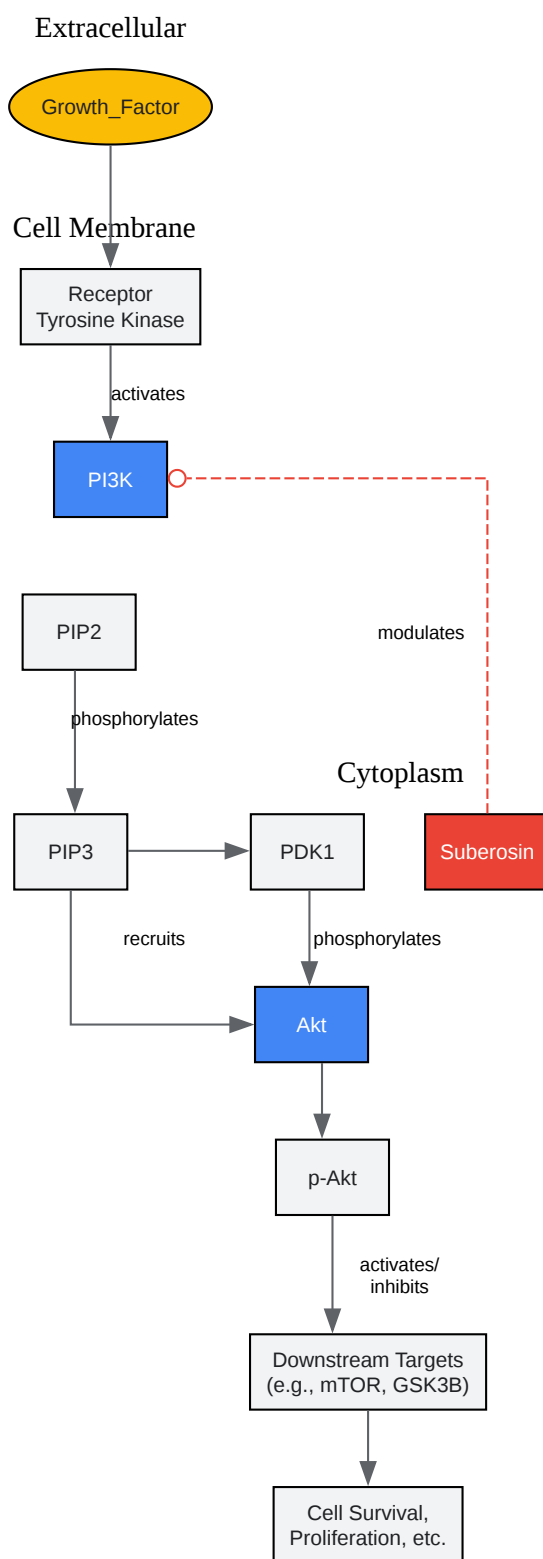 Extracellular
Growth_Factor
Cell Membrane
Receptor
Tyrosine Kinase
activates
PI3K
PIP2
modulates
phosphorylates
Cytoplasm
PIP3
PDK1
Suberosin
recruits
phosphorylates
Akt
p-Akt
activates/
inhibits
Downstream Targets
(e.g., mTOR, GSK3B)
Cell Survival,
Proliferation, etc.